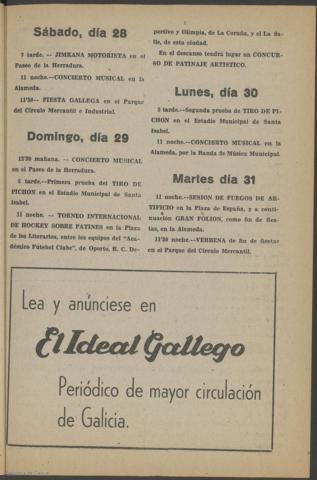 Sábado, día 28
7 tarde. -- JIMKANA MOTORISTA en el
Paseo de la Herradura.
11 noche.--CONCIERTO MUSICAL en la
Alameda.
11'30-- FIESTA GALLEGA en el Parque
del Círculo Mercantil e Industrial.
Domingo, día 29
12'30 mañana. -- CONCIERTO MUSICAL
en el Paseo de la Herradura.
5 tarde.--Primera prueba del TIRO DE
PICHON en el Estadio Municipal de Santa
Isabel.
11 noche. -- TORNEO INTERNACIONAL
DE HOCKEY SOBRE PATINES en la Plaza
de los Literarios, entre los equipos del "Aca-
démico Fútebol Clube", de Oporto, R. C. De-
portivo y Olimpia, de La Coruña, y el La Sa-
lle, de esta ciudad.
En el descanso tendrá lugar un CONCUR-
SO DE PATINAJE ARTISTICO.
Lunes, día 30
5 tarde.--Segunda prueba de TIRO DE PI-
CHON en el Estadio Municipal de Santa
Isabel.
11 noche.--CONCIERTO MUSICAL en la
Alameda, por la Banda de Música Municipal.
Martes día 31
11 noche.--SESION DE FUEGOS DE AR-
TIFICIO en la Plaza de España, y a conti-
nuación GRAN FOLION, como fin de fies-
tas, en la Alameda.
11'30 noche.--VERBENA de fin de fiestas
en el Parque del Círculo Mercantil.
Lea y anúnciese en
El Ideal Gallego
Periódico de mayor circulación
de Galicia.